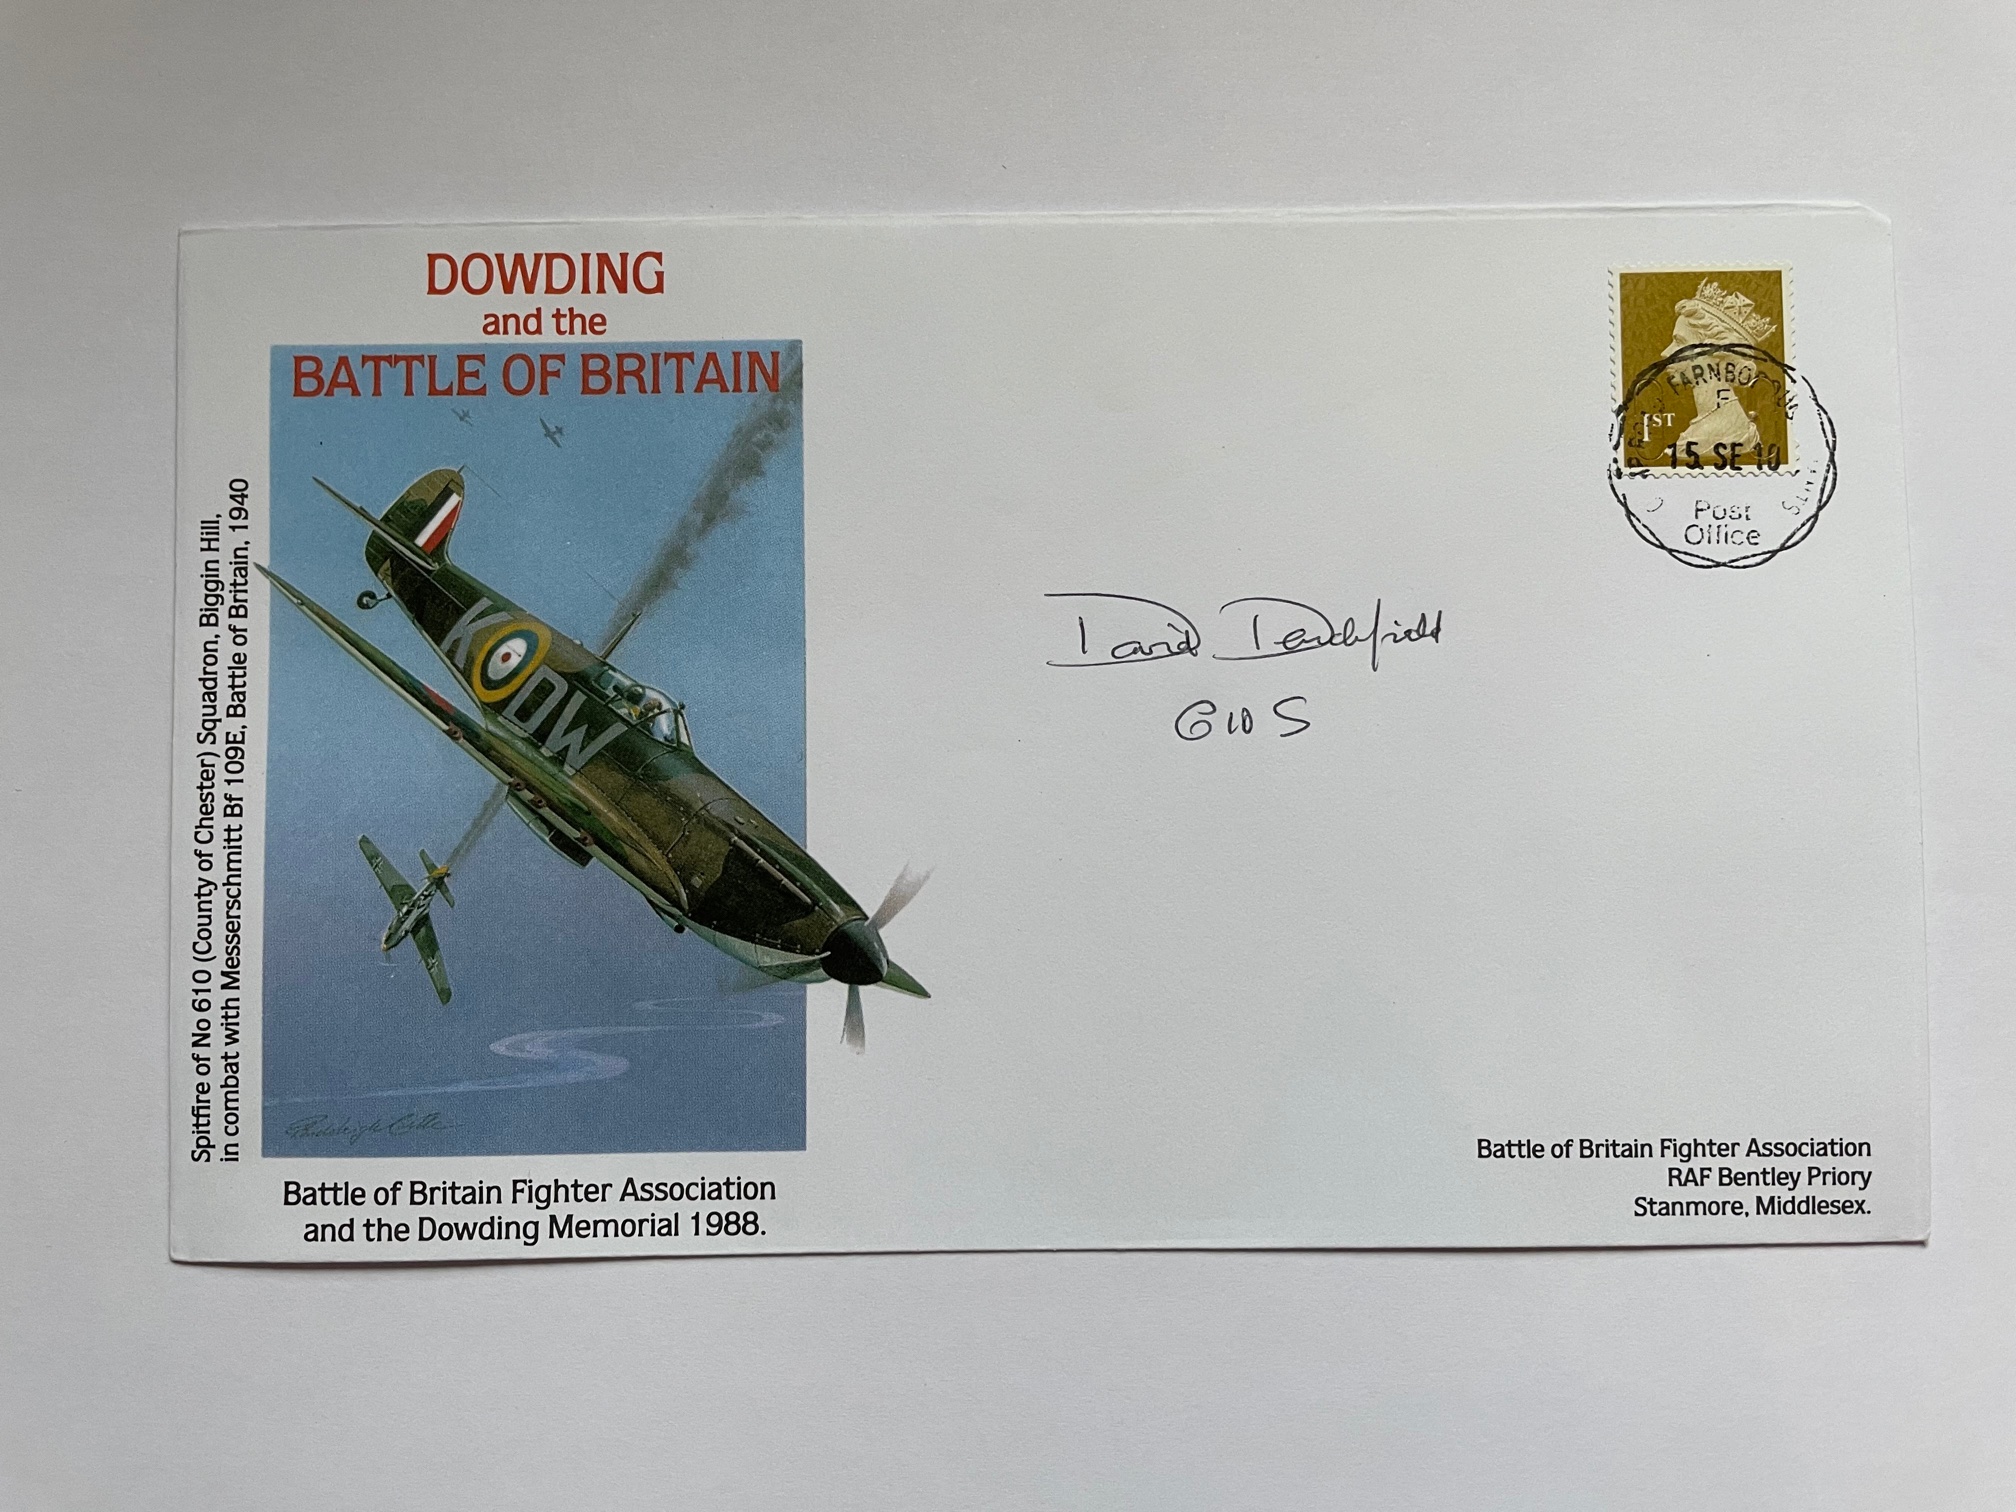 DOWDING
and the
BATTLE OF BRITAIN
Spitfire of No 610 (County of Chester) Squadron, Biggin Hill,
in combat with Messerschmitt Bf 109E, Battle of Britain, 1940
K DW
Battle of Britain Fighter Association
and the Dowding Memorial 1988.
1ST
FARNBOROUGH
15 SE 10
Post
Office
David Denchfield
610 S
Battle of Britain Fighter Association
RAF Bentley Priory
Stanmore, Middlesex.